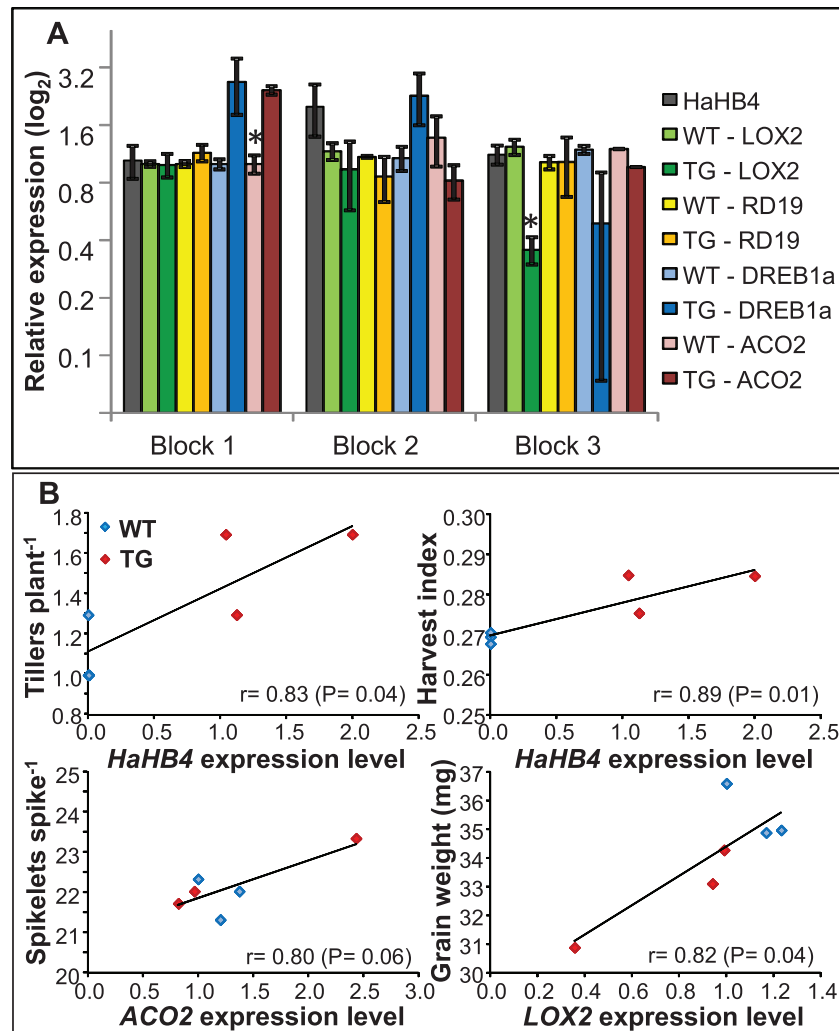 A
Relative expression (log2)
3.2
1.6
0.8
0.4
0.2
0.1
*
*
Block 1
Block 2
Block 3
HaHB4
WT - LOX2
TG - LOX2
WT - RD19
TG - RD19
WT - DREB1a
TG - DREB1a
WT - ACO2
TG - ACO2
B
Tillers plant-1
1.8
1.6
1.4
1.2
1.0
0.8
WT
TG
r= 0.83 (P= 0.04)
0.0 0.5 1.0 1.5 2.0 2.5
HaHB4 expression level
Harvest index
0.30
0.29
0.28
0.27
0.26
0.25
r= 0.89 (P= 0.01)
0.0 0.5 1.0 1.5 2.0 2.5
HaHB4 expression level
Spikelets spike-1
25
24
23
22
21
20
r= 0.80 (P= 0.06)
0.0 1.0 2.0 3.0
ACO2 expression level
Grain weight (mg)
37
36
35
34
33
32
31
30
r= 0.82 (P= 0.04)
0.0 0.2 0.4 0.6 0.8 1.0 1.2 1.4
LOX2 expression level